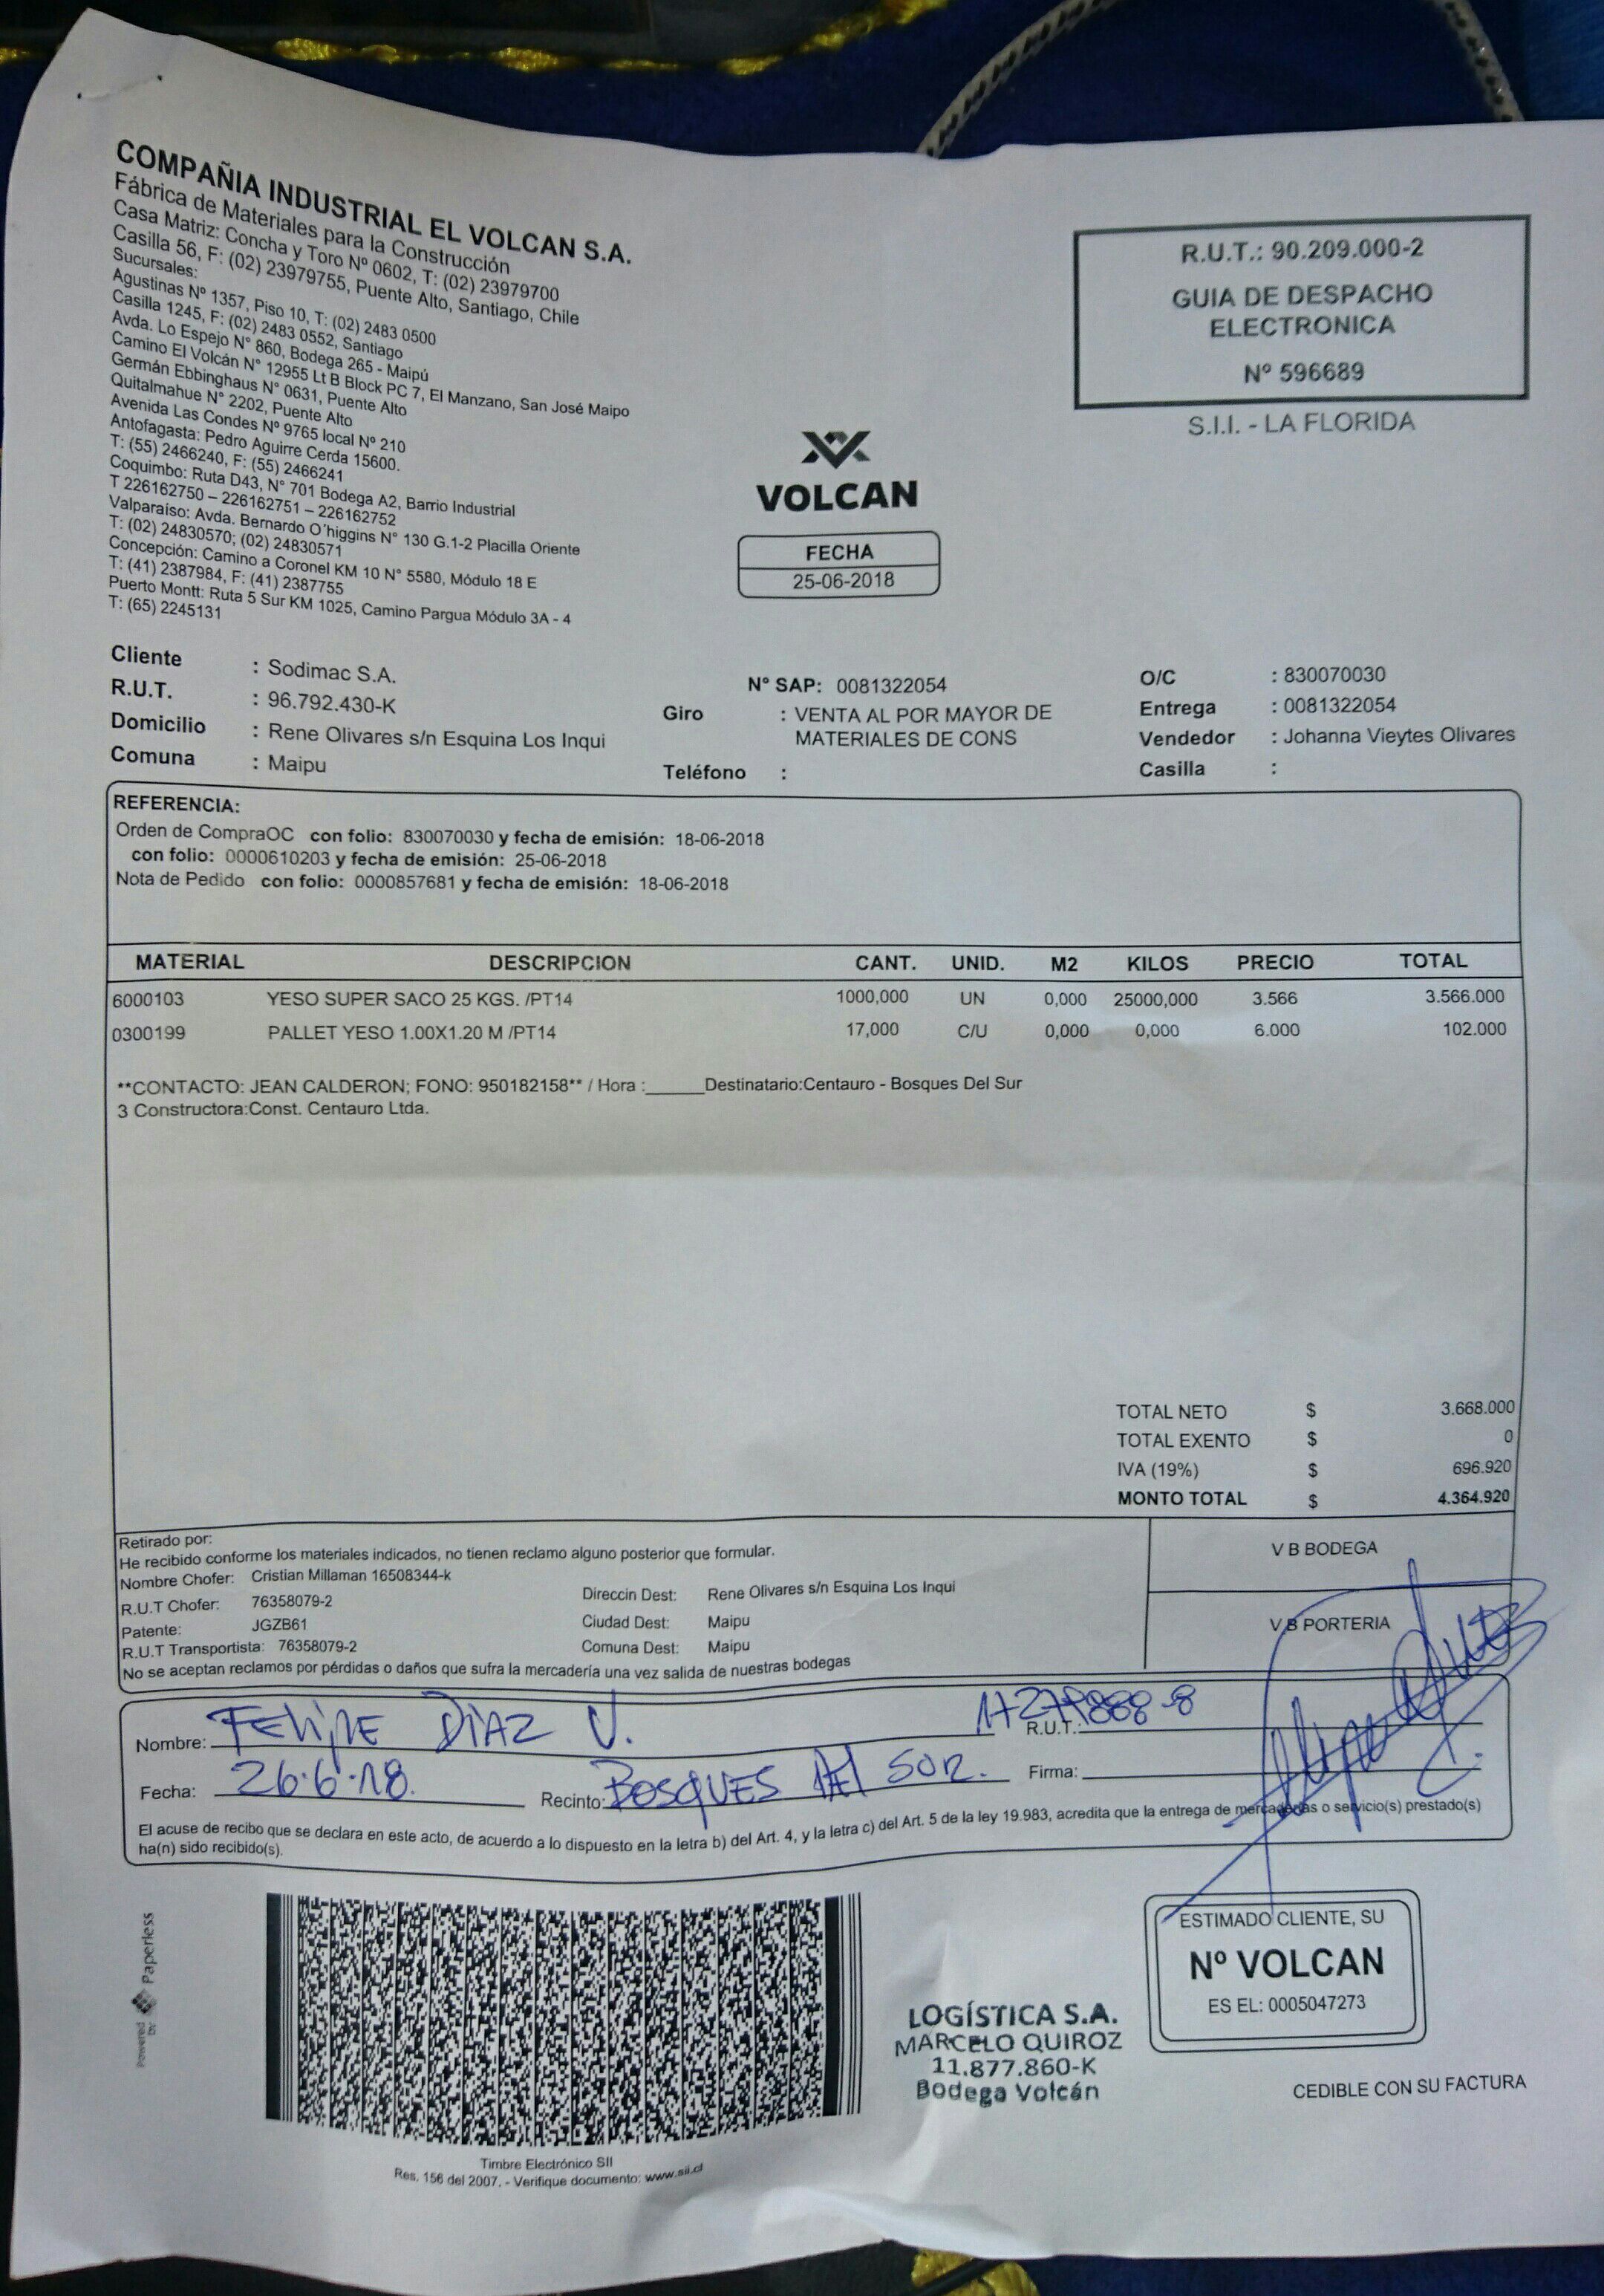 COMPAÑIA INDUSTRIAL EL VOLCAN S.A.
Fábrica de Materiales para la Construcción
Casa Matriz: Concha y Toro Nº 0602, T: (02) 23979700
Casilla 56, F: (02) 23979755, Puente Alto, Santiago, Chile
Sucursales:
Agustinas Nº 1357, Piso 10, T: (02) 2483 0500
Casilla 1245, F: (02) 2483 0552, Santiago
Avda. Lo Espejo N° 860, Bodega 265 - Maipú
Camino El Volcán N° 12955 Lt B Block PC 7, El Manzano, San José Maipo
Germán Ebbinghaus N° 0631, Puente Alto
Quitalmahue N° 2202, Puente Alto
Avenida Las Condes Nº 9765 local Nº 210
Antofagasta: Pedro Aguirre Cerda 15600.
T: (55) 2466240, F: (55) 2466241
Coquimbo: Ruta D43, N° 701 Bodega A2, Barrio Industrial
T 226162750 – 226162751 – 226162752
Valparaíso: Avda. Bernardo O´higgins N° 130 G.1-2 Placilla Oriente
T: (02) 24830570; (02) 24830571
Concepción: Camino a Coronel KM 10 N° 5580, Módulo 18 E
T: (41) 2387984, F: (41) 2387755
Puerto Montt: Ruta 5 Sur KM 1025, Camino Pargua Módulo 3A - 4
T: (65) 2245131
R.U.T.: 90.209.000-2
GUIA DE DESPACHO
ELECTRONICA
Nº 596689
S.I.I. - LA FLORIDA
VOLCAN
FECHA
25-06-2018
Cliente : Sodimac S.A.
R.U.T. : 96.792.430-K
Domicilio : Rene Olivares s/n Esquina Los Inqui
Comuna : Maipu
N° SAP: 0081322054
Giro : VENTA AL POR MAYOR DE
MATERIALES DE CONS
Teléfono :
O/C : 830070030
Entrega : 0081322054
Vendedor : Johanna Vieytes Olivares
Casilla :
REFERENCIA:
Orden de CompraOC con folio: 830070030 y fecha de emisión: 18-06-2018
con folio: 0000610203 y fecha de emisión: 25-06-2018
Nota de Pedido con folio: 0000857681 y fecha de emisión: 18-06-2018
MATERIAL DESCRIPCION CANT. UNID. M2 KILOS PRECIO TOTAL
6000103 YESO SUPER SACO 25 KGS. /PT14 1000,000 UN 0,000 25000,000 3.566 3.566.000
0300199 PALLET YESO 1.00X1.20 M /PT14 17,000 C/U 0,000 0,000 6.000 102.000
**CONTACTO: JEAN CALDERON; FONO: 950182158** / Hora :______Destinatario:Centauro - Bosques Del Sur
3 Constructora:Const. Centauro Ltda.
TOTAL NETO $ 3.668.000
TOTAL EXENTO $ 0
IVA (19%) $ 696.920
MONTO TOTAL $ 4.364.920
Retirado por:
He recibido conforme los materiales indicados, no tienen reclamo alguno posterior que formular.
Nombre Chofer: Cristian Millaman 16508344-k
R.U.T Chofer: 76358079-2
Patente: JGZB61
R.U.T Transportista: 76358079-2
Direccin Dest: Rene Olivares s/n Esquina Los Inqui
Ciudad Dest: Maipu
Comuna Dest: Maipu
No se aceptan reclamos por pérdidas o daños que sufra la mercadería una vez salida de nuestras bodegas
V B BODEGA
V B PORTERIA
Nombre: Felipe DIAZ V. R.U.T.:
Fecha: 26.6.18. Recinto: BOSQUES DEl SUR. Firma:
El acuse de recibo que se declara en este acto, de acuerdo a lo dispuesto en la letra b) del Art. 4, y la letra c) del Art. 5 de la ley 19.983, acredita que la entrega de mercaderías o servicio(s) prestado(s)
ha(n) sido recibido(s).
Powered by: Paperless
Timbre Electrónico SII
Res. 156 del 2007. - Verifique documento: www.sii.cl
LOGÍSTICA S.A.
MARCELO QUIROZ
11.877.860-K
Bodega Volcán
ESTIMADO CLIENTE, SU
Nº VOLCAN
ES EL: 0005047273
CEDIBLE CON SU FACTURA